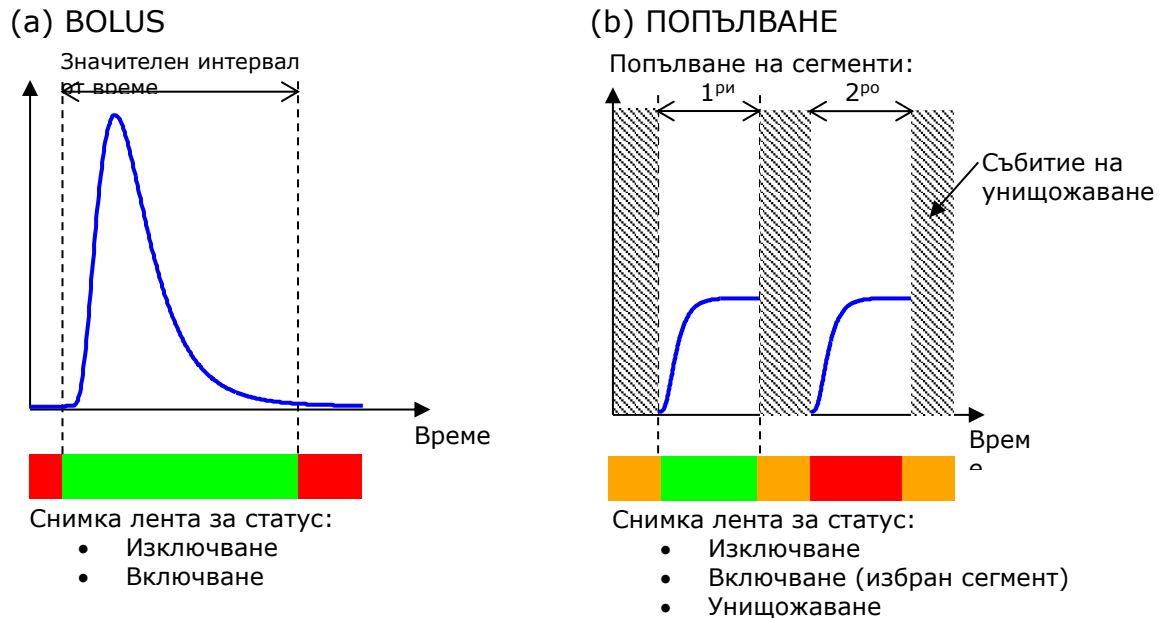 (a) BOLUS
Значителен интервал
от време
Време
Снимка лента за статус:
• Изключване
• Включване
(b) ПОПЪЛВАНЕ
Попълване на сегменти:
1ри
2ро
Събитие на
унищожаване
Врем
е
Снимка лента за статус:
• Изключване
• Включване (избран сегмент)
• Унищожаване